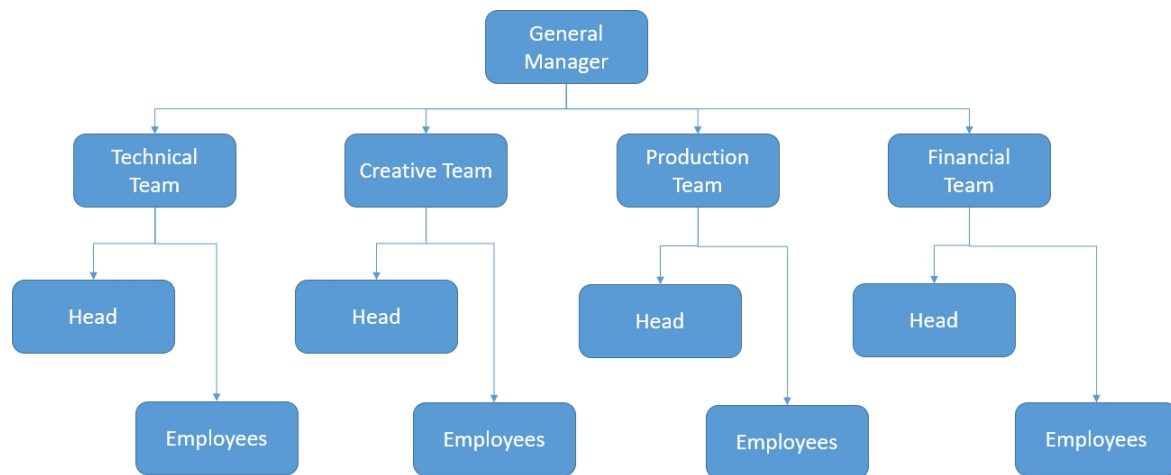 General
Manager
Technical
Team
Creative Team
Production
Team
Financial
Team
Head
Head
Head
Head
Employees
Employees
Employees
Employees